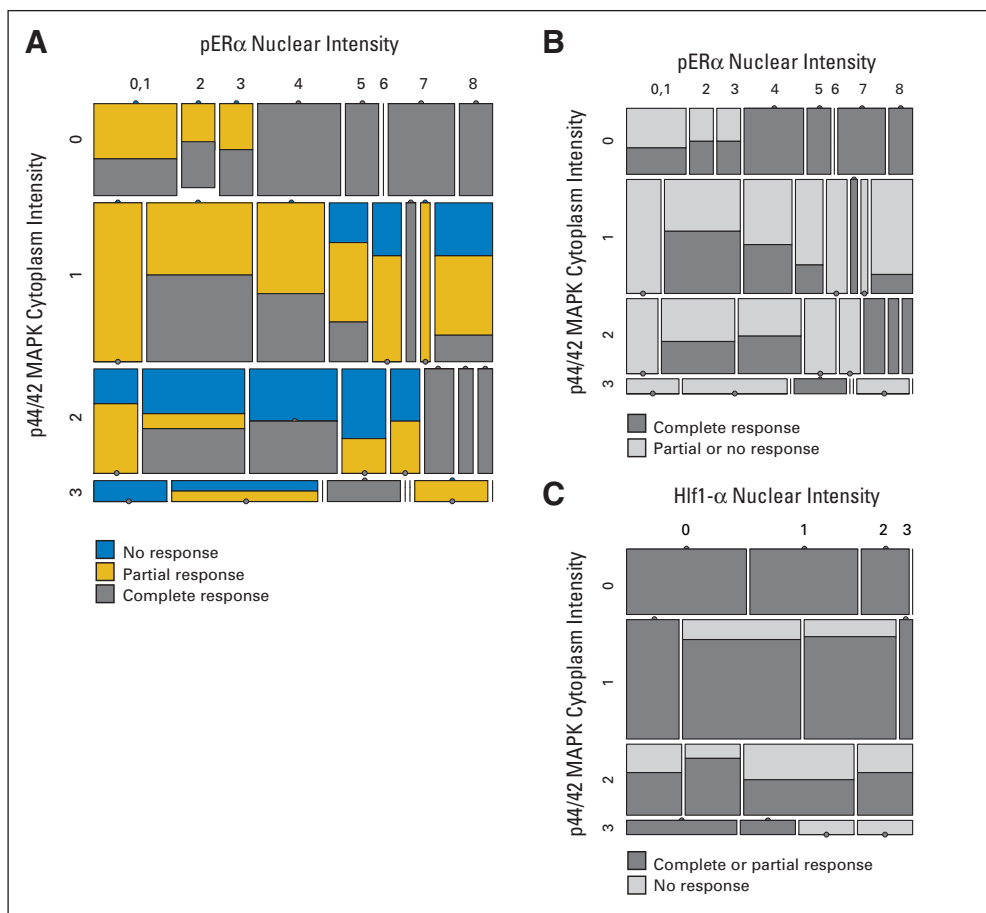 A
pERα Nuclear Intensity
0,1 2 3 4 5 6 7 8
p44/42 MAPK Cytoplasm Intensity
0
1
2
3
No response
Partial response
Complete response
B
pERα Nuclear Intensity
0,1 2 3 4 5 6 7 8
p44/42 MAPK Cytoplasm Intensity
0
1
2
3
Complete response
Partial or no response
C
HIf1-α Nuclear Intensity
0 1 2 3
p44/42 MAPK Cytoplasm Intensity
0
1
2
3
Complete or partial response
No response